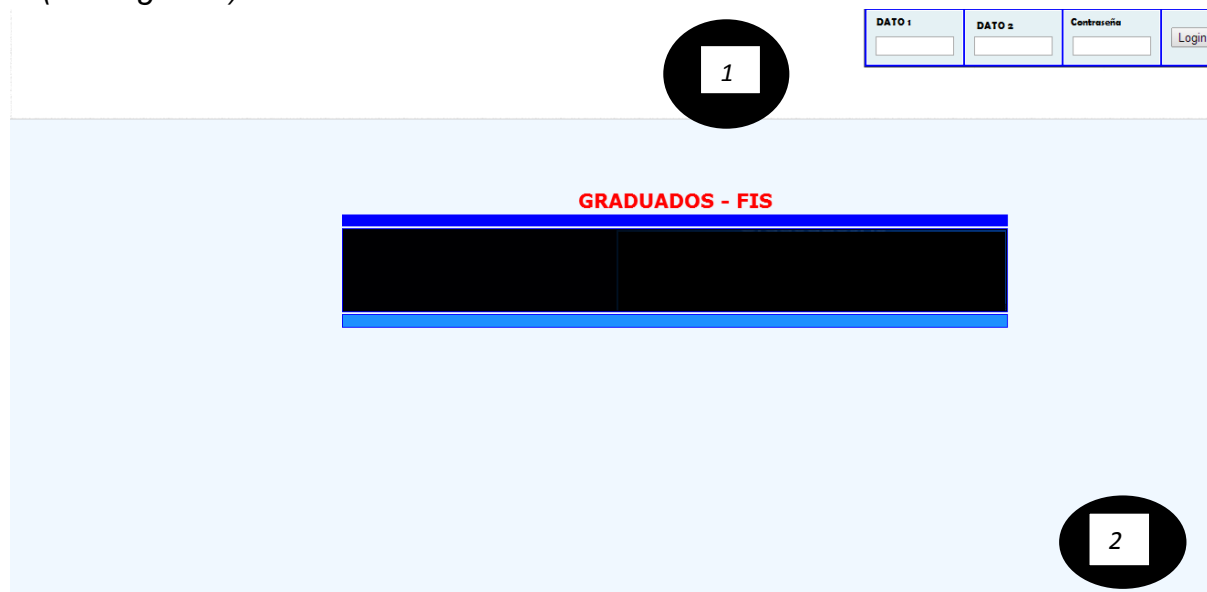 DATO 1
DATO 2
Contraseña
Login
1
GRADUADOS - FIS
2